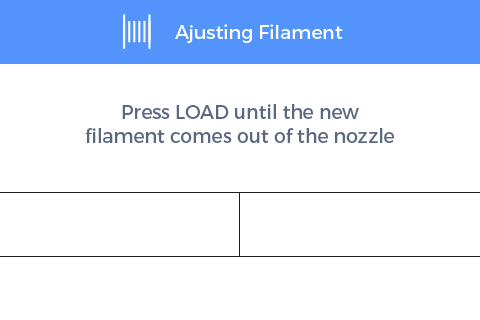 Ajusting Filament
Press LOAD until the new
filament comes out of the nozzle